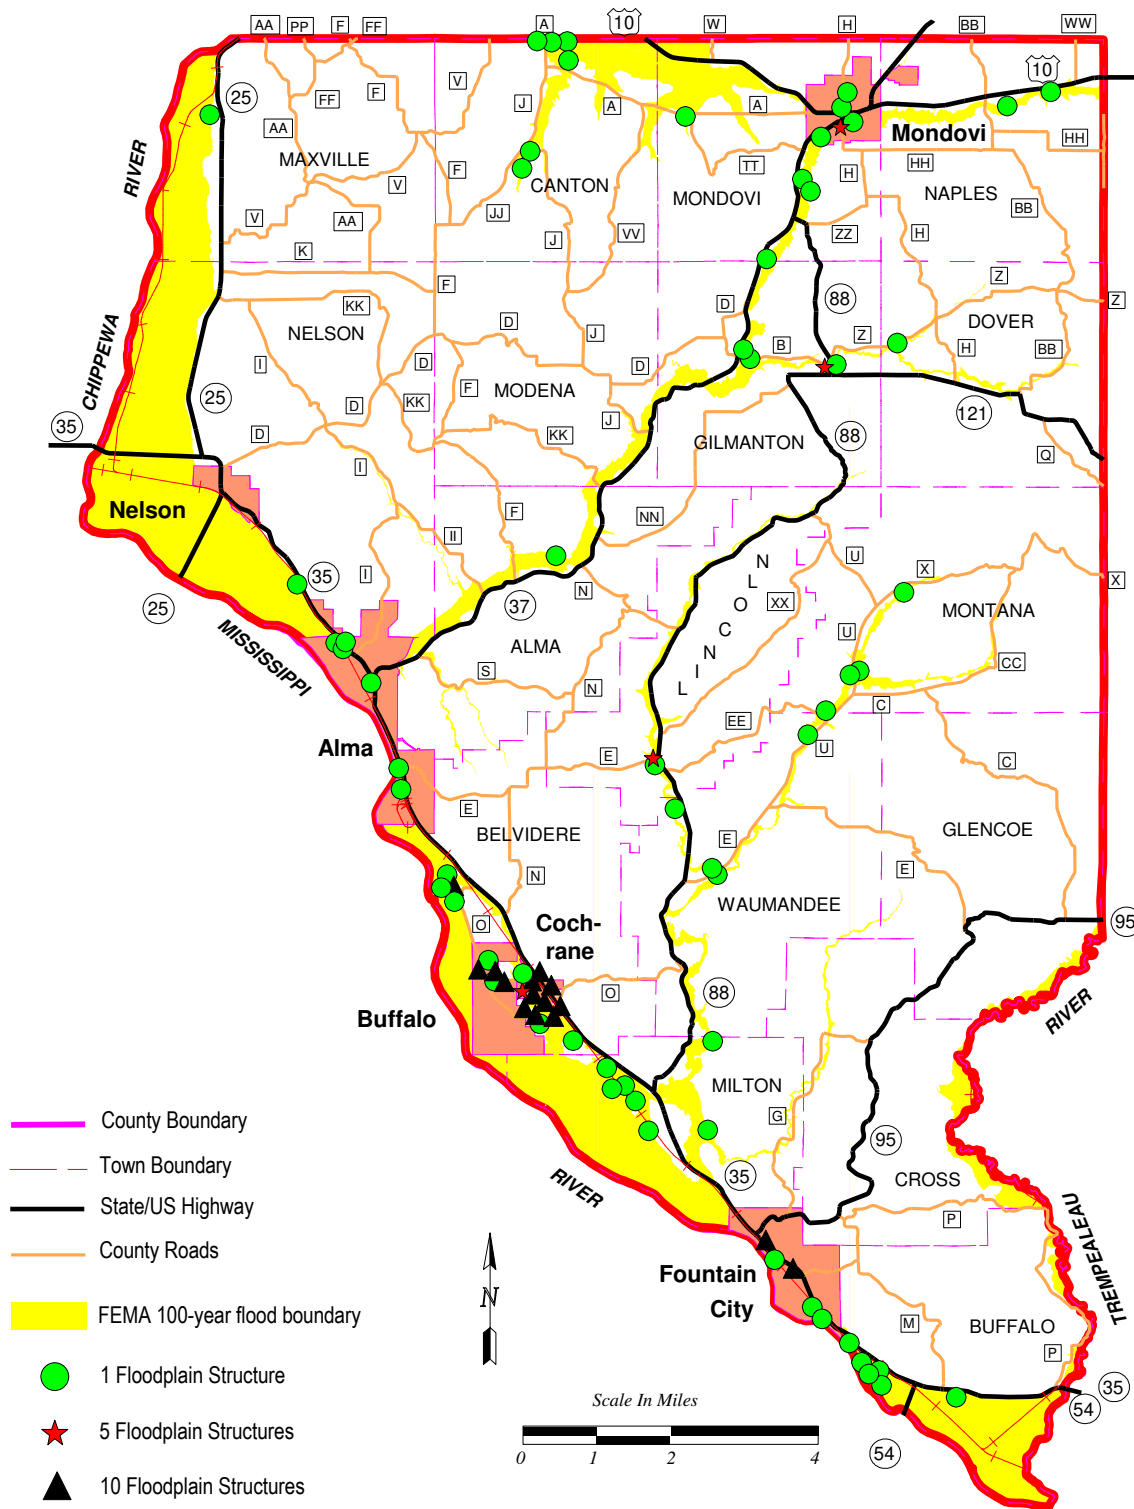 AA
PP
F
FF
A
10
W
H
BB
WW
10
25
FF
F
V
J
A
A
AA
Mondovi
HH
MAXVILLE
RIVER
F
TT
HH
CANTON
V
H
NAPLES
MONDOVI
JJ
BB
V
AA
VV
ZZ
H
J
K
Z
F
88
Z
KK
D
D
DOVER
NELSON
J
B
Z
H
BB
I
D
D
CHIPPEWA
F
MODENA
25
KK
D
121
35
J
D
KK
GILMANTON
88
I
Q
Nelson
F
NN
II
U
X
LINCOLN
35
I
X
25
37
N
XX
MONTANA
MISSISSIPPI
U
ALMA
CC
S
N
C
EE
Alma
U
E
C
E
BELVIDERE
GLENCOE
E
N
E
WAUMANDEE
O
Coch-
rane
95
88
O
RIVER
Buffalo
MILTON
G
95
35
CROSS
RIVER
P
TREMPEALEAU
Fountain
City
M
BUFFALO
P
35
54
54
County Boundary
Town Boundary
State/US Highway
County Roads
FEMA 100-year flood boundary
1 Floodplain Structure
5 Floodplain Structures
10 Floodplain Structures
N
Scale In Miles
0 1 2 4